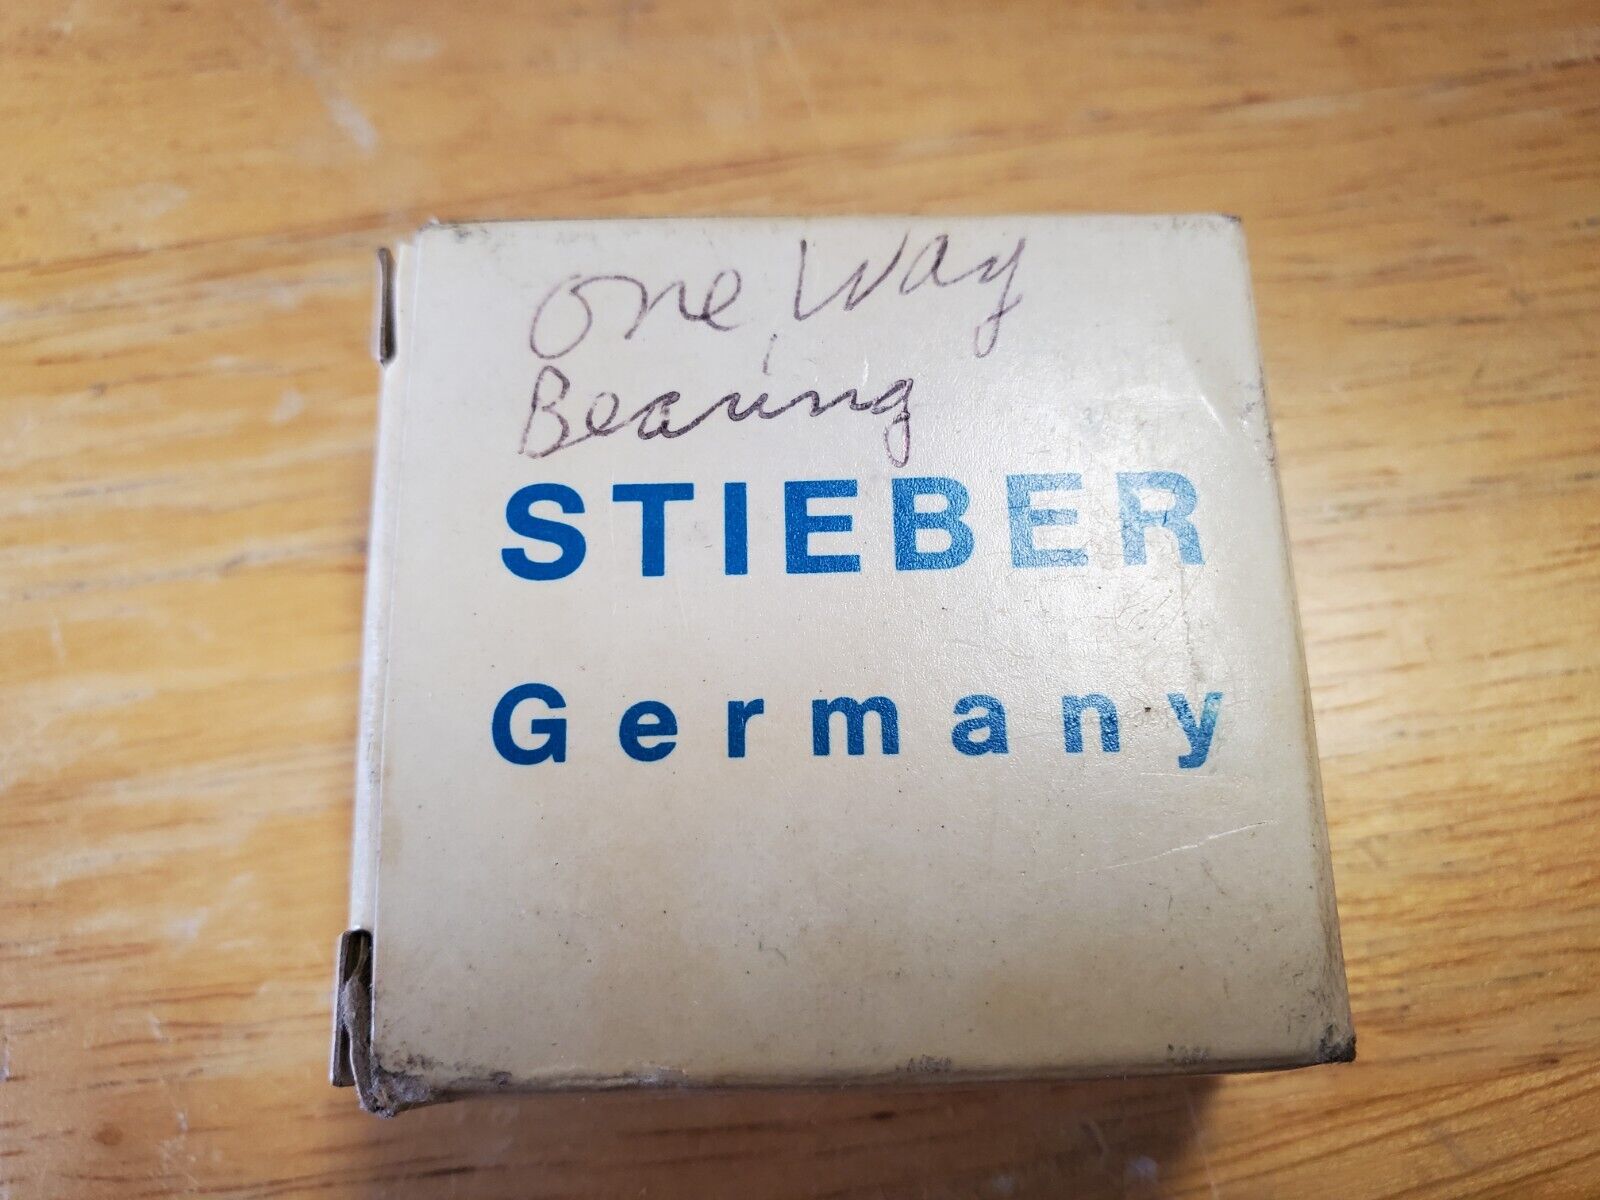 One Way
Bearing
STIEBER
Germany